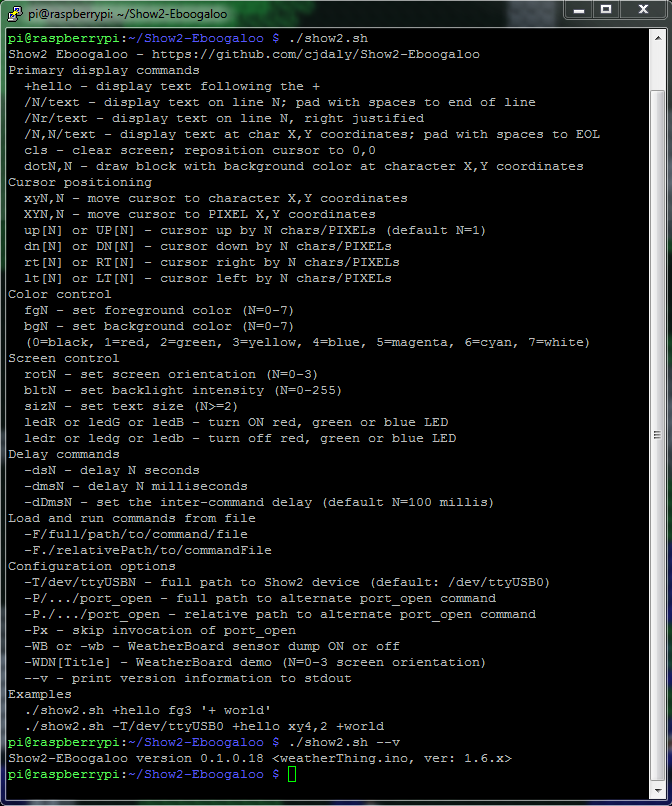 pi@raspberrypi: ~/Show2-Eboogaloo
pi@raspberrypi:~/Show2-Eboogaloo $ ./show2.sh
Show2 Eboogaloo - https://github.com/cjdaly/Show2-Eboogaloo
Primary display commands
  +hello - display text following the +
  /N/text - display text on line N; pad with spaces to end of line
  /Nr/text - display text on line N, right justified
  /N,N/text - display text at char X,Y coordinates; pad with spaces to EOL
  cls - clear screen; reposition cursor to 0,0
  dotN,N - draw block with background color at character X,Y coordinates
Cursor positioning
  xyN,N - move cursor to character X,Y coordinates
  XYN,N - move cursor to PIXEL X,Y coordinates
  up[N] or UP[N] - cursor up by N chars/PIXELs (default N=1)
  dn[N] or DN[N] - cursor down by N chars/PIXELs
  rt[N] or RT[N] - cursor right by N chars/PIXELs
  lt[N] or LT[N] - cursor left by N chars/PIXELs
Color control
  fgN - set foreground color (N=0-7)
  bgN - set background color (N=0-7)
  (0=black, 1=red, 2=green, 3=yellow, 4=blue, 5=magenta, 6=cyan, 7=white)
Screen control
  rotN - set screen orientation (N=0-3)
  bltN - set backlight intensity (N=0-255)
  sizN - set text size (N>=2)
  ledR or ledG or ledB - turn ON red, green or blue LED
  ledr or ledg or ledb - turn off red, green or blue LED
Delay commands
  -dsN - delay N seconds
  -dmsN - delay N milliseconds
  -dDmsN - set the inter-command delay (default N=100 millis)
Load and run commands from file
  -F/full/path/to/command/file
  -F./relativePath/to/commandFile
Configuration options
  -T/dev/ttyUSBN - full path to Show2 device (default: /dev/ttyUSB0)
  -P/.../port_open - full path to alternate port_open command
  -P./.../port_open - relative path to alternate port_open command
  -Px - skip invocation of port_open
  -WB or -wb - WeatherBoard sensor dump ON or off
  -WDN[Title] - WeatherBoard demo (N=0-3 screen orientation)
  --v - print version information to stdout
Examples
  ./show2.sh +hello fg3 '+ world'
  ./show2.sh -T/dev/ttyUSB0 +hello xy4,2 +world
pi@raspberrypi:~/Show2-Eboogaloo $ ./show2.sh --v
Show2-EBoogaloo version 0.1.0.18 <weatherThing.ino, ver: 1.6.x>
pi@raspberrypi:~/Show2-Eboogaloo $